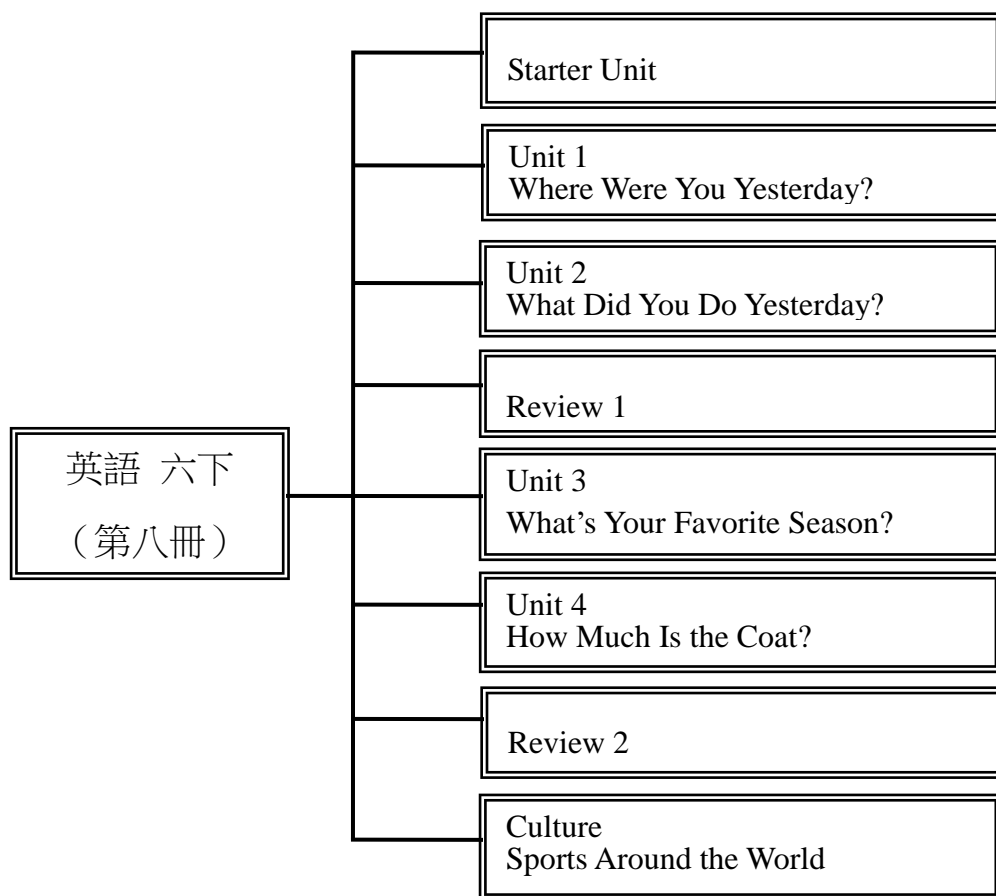 英語 六下
（第八冊）
Starter Unit
Unit 1
Where Were You Yesterday?
Unit 2
What Did You Do Yesterday?
Review 1
Unit 3
What’s Your Favorite Season?
Unit 4
How Much Is the Coat?
Review 2
Culture
Sports Around the World